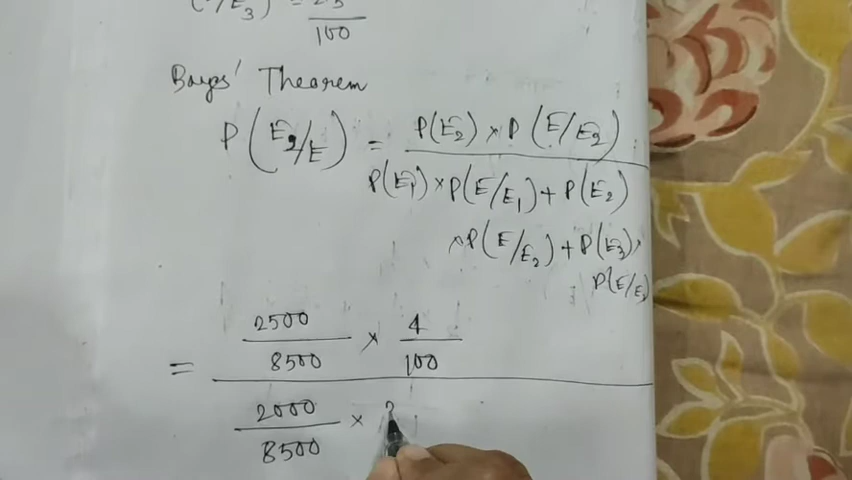 100
Bayes' Theorem
P(E2/E) = P(E2) × P(E/E2)
P(E1) × P(E/E1) + P(E2)
× P(E/E2) + P(E3) ×
P(E/E3)
= 2500/8500 × 4/100
2000/8500 ×